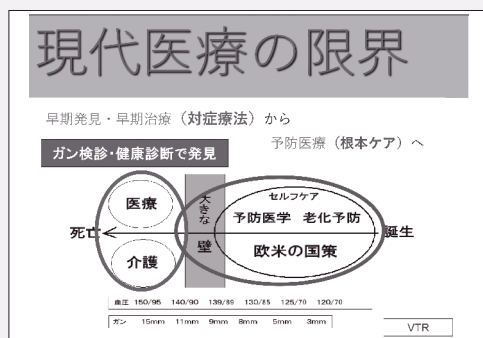 現代医療の限界
早期発見・早期治療（対症療法）から
予防医療（根本ケア）へ
ガン検診・健康診断で発見
医療
大きな壁
セルフケア
予防医学 老化予防
死亡
誕生
介護
欧米の国策
血圧 150/95 140/90 139/89 130/85 125/70 120/70
ガン 15mm 11mm 9mm 8mm 5mm 3mm
VTR